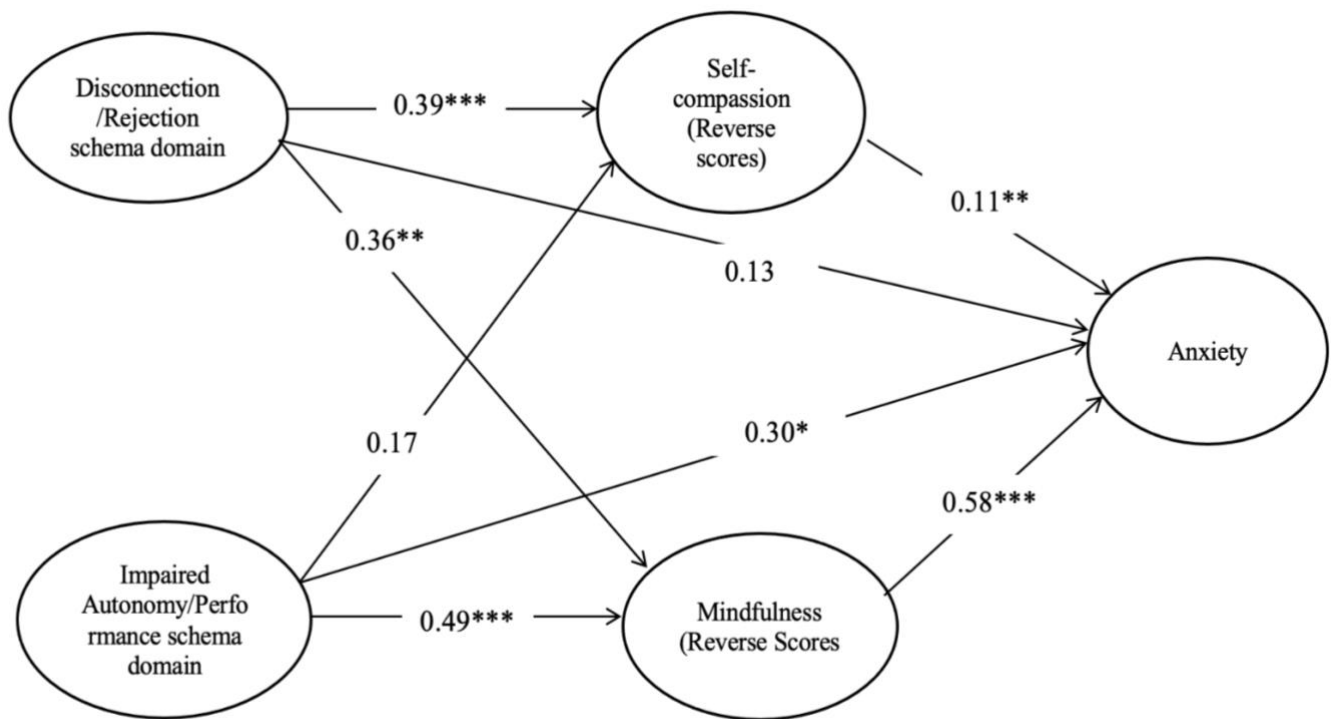 Disconnection
/Rejection
schema domain
0.39***
Self-
compassion
(Reverse
scores)
0.11**
0.36**
0.13
Anxiety
0.17
0.30*
0.58***
Impaired
Autonomy/Perfo
rmance schema
domain
0.49***
Mindfulness
(Reverse Scores